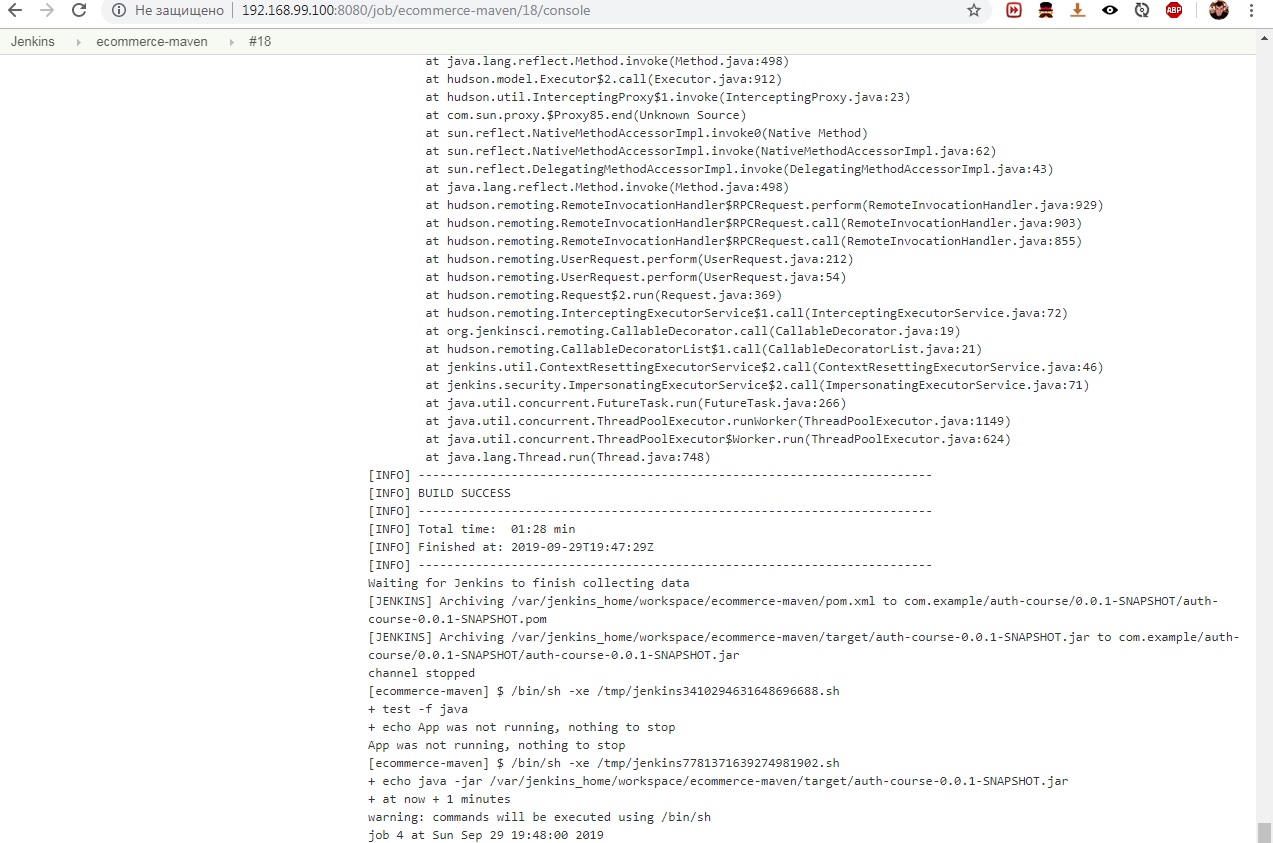 Не защищено 192.168.99.100:8080/job/ecommerce-maven/18/console ABP
Jenkins ecommerce-maven #18
at java.lang.reflect.Method.invoke(Method.java:498)
at hudson.model.Executor$2.call(Executor.java:912)
at hudson.util.InterceptingProxy$1.invoke(InterceptingProxy.java:23)
at com.sun.proxy.$Proxy85.end(Unknown Source)
at sun.reflect.NativeMethodAccessorImpl.invoke0(Native Method)
at sun.reflect.NativeMethodAccessorImpl.invoke(NativeMethodAccessorImpl.java:62)
at sun.reflect.DelegatingMethodAccessorImpl.invoke(DelegatingMethodAccessorImpl.java:43)
at java.lang.reflect.Method.invoke(Method.java:498)
at hudson.remoting.RemoteInvocationHandler$RPCRequest.perform(RemoteInvocationHandler.java:929)
at hudson.remoting.RemoteInvocationHandler$RPCRequest.call(RemoteInvocationHandler.java:903)
at hudson.remoting.RemoteInvocationHandler$RPCRequest.call(RemoteInvocationHandler.java:855)
at hudson.remoting.UserRequest.perform(UserRequest.java:212)
at hudson.remoting.UserRequest.perform(UserRequest.java:54)
at hudson.remoting.Request$2.run(Request.java:369)
at hudson.remoting.InterceptingExecutorService$1.call(InterceptingExecutorService.java:72)
at org.jenkinsci.remoting.CallableDecorator.call(CallableDecorator.java:19)
at hudson.remoting.CallableDecoratorList$1.call(CallableDecoratorList.java:21)
at jenkins.util.ContextResettingExecutorService$2.call(ContextResettingExecutorService.java:46)
at jenkins.security.ImpersonatingExecutorService$2.call(ImpersonatingExecutorService.java:71)
at java.util.concurrent.FutureTask.run(FutureTask.java:266)
at java.util.concurrent.ThreadPoolExecutor.runWorker(ThreadPoolExecutor.java:1149)
at java.util.concurrent.ThreadPoolExecutor$Worker.run(ThreadPoolExecutor.java:624)
at java.lang.Thread.run(Thread.java:748)
[INFO] ------------------------------------------------------------------------
[INFO] BUILD SUCCESS
[INFO] ------------------------------------------------------------------------
[INFO] Total time:  01:28 min
[INFO] Finished at: 2019-09-29T19:47:29Z
[INFO] ------------------------------------------------------------------------
Waiting for Jenkins to finish collecting data
[JENKINS] Archiving /var/jenkins_home/workspace/ecommerce-maven/pom.xml to com.example/auth-course/0.0.1-SNAPSHOT/auth-
course-0.0.1-SNAPSHOT.pom
[JENKINS] Archiving /var/jenkins_home/workspace/ecommerce-maven/target/auth-course-0.0.1-SNAPSHOT.jar to com.example/auth-
course/0.0.1-SNAPSHOT/auth-course-0.0.1-SNAPSHOT.jar
channel stopped
[ecommerce-maven] $ /bin/sh -xe /tmp/jenkins3410294631648696688.sh
+ test -f java
+ echo App was not running, nothing to stop
App was not running, nothing to stop
[ecommerce-maven] $ /bin/sh -xe /tmp/jenkins7781371639274981902.sh
+ echo java -jar /var/jenkins_home/workspace/ecommerce-maven/target/auth-course-0.0.1-SNAPSHOT.jar
+ at now + 1 minutes
warning: commands will be executed using /bin/sh
job 4 at Sun Sep 29 19:48:00 2019